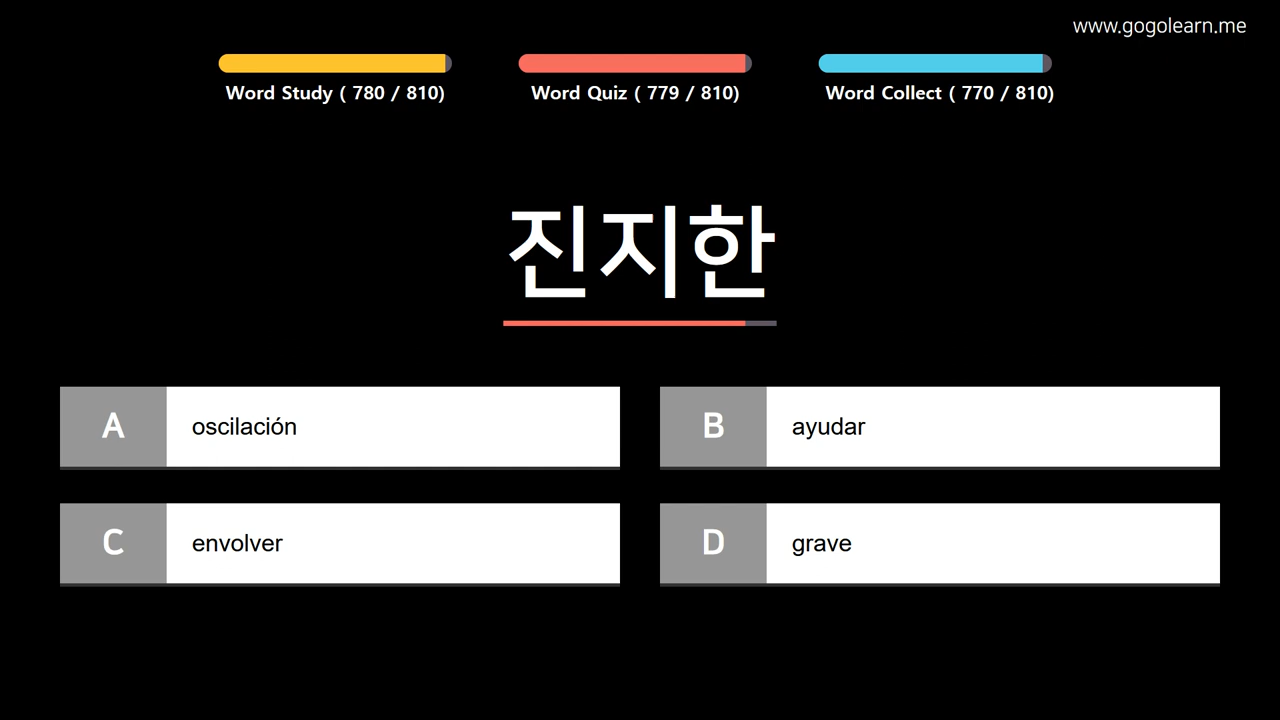 www.gogolearn.me
Word Study ( 780 / 810)
Word Quiz ( 779 / 810)
Word Collect ( 770 / 810)
진지한
A oscilación
B ayudar
C envolver
D grave